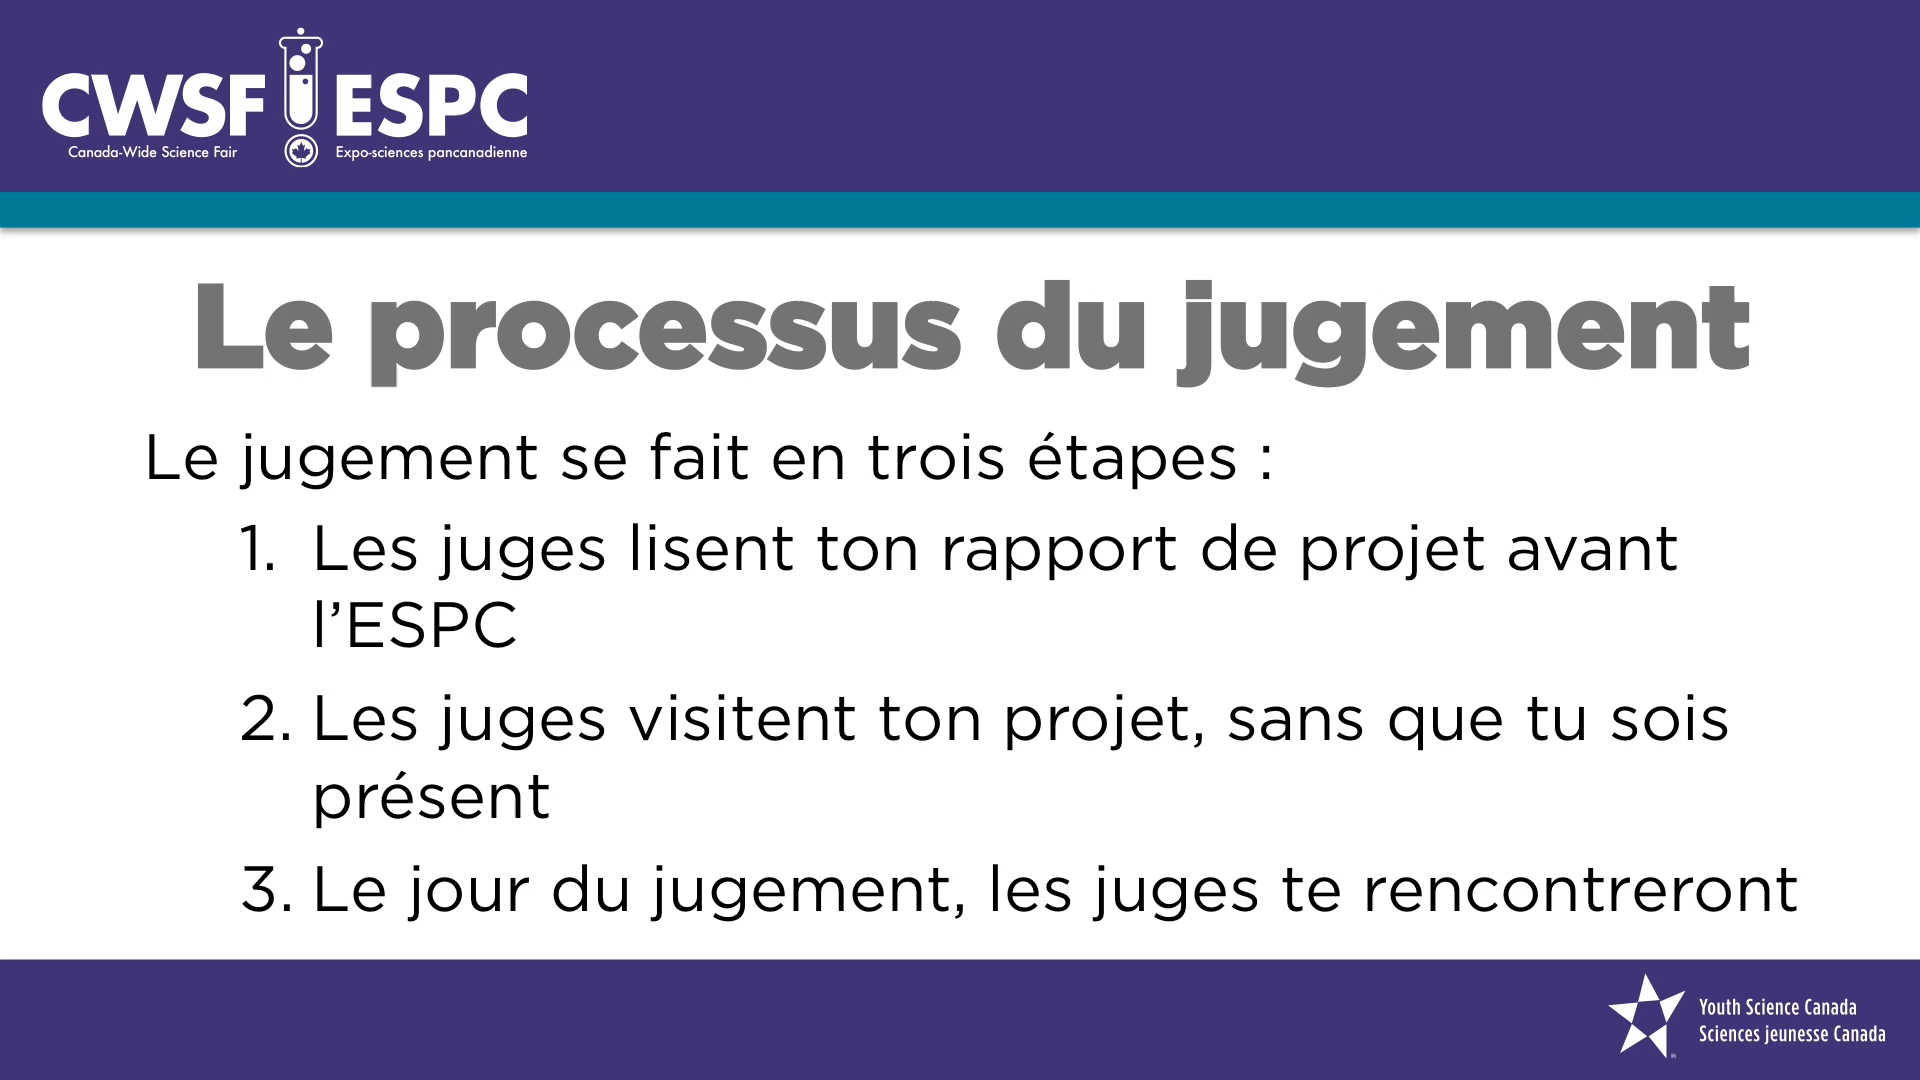 CWSF ESPC
Canada-Wide Science Fair Expo-sciences pancanadienne
Le processus du jugement
Le jugement se fait en trois étapes :
1. Les juges lisent ton rapport de projet avant
l’ESPC
2. Les juges visitent ton projet, sans que tu sois
présent
3. Le jour du jugement, les juges te rencontreront
Youth Science Canada
Sciences jeunesse Canada